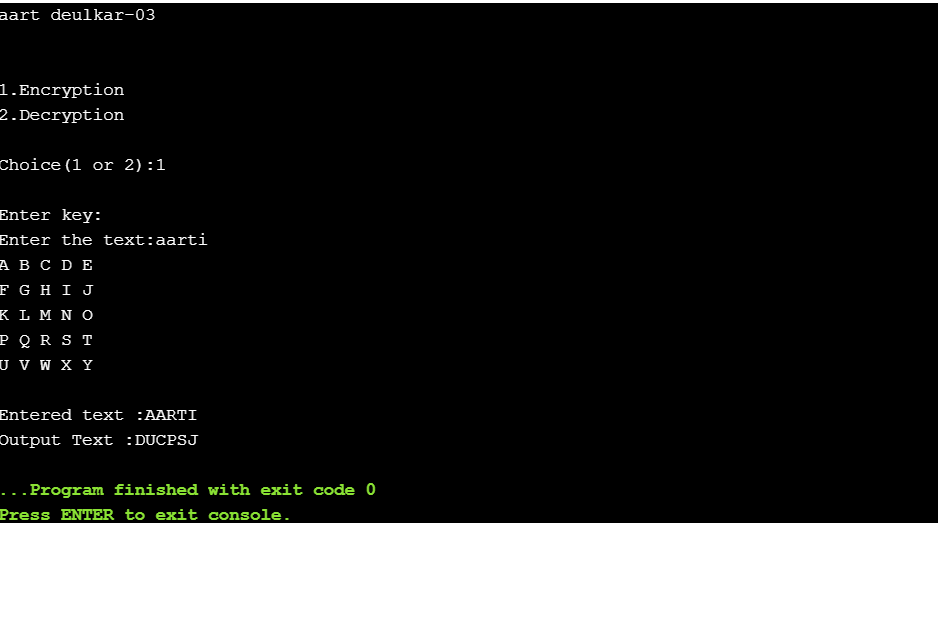 aart deulkar-03
1.Encryption
2.Decryption
Choice(1 or 2):1
Enter key:
Enter the text:aarti
A B C D E
F G H I J
K L M N O
P Q R S T
U V W X Y
Entered text :AARTI
Output Text :DUCPSJ
...Program finished with exit code 0
Press ENTER to exit console.